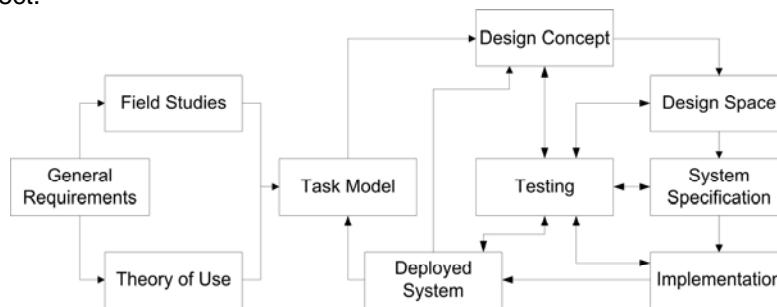 ect.
Design Concept
Field Studies
Design Space
General
Requirements
Task Model
Testing
System
Specification
Theory of Use
Deployed
System
Implementation